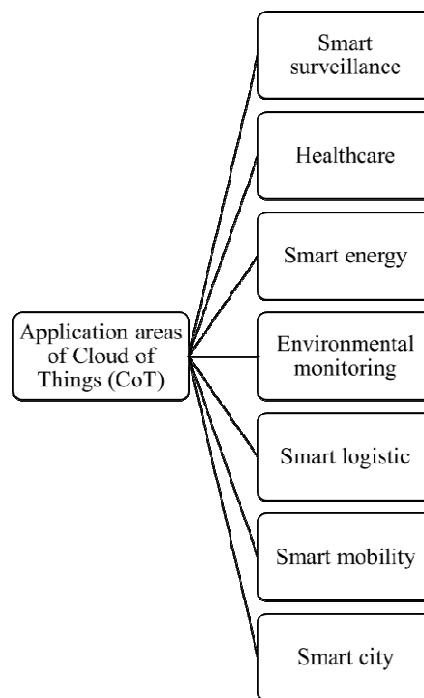 Smart
surveillance
Healthcare
Smart energy
Application areas
of Cloud of
Things (CoT)
Environmental
monitoring
Smart logistic
Smart mobility
Smart city